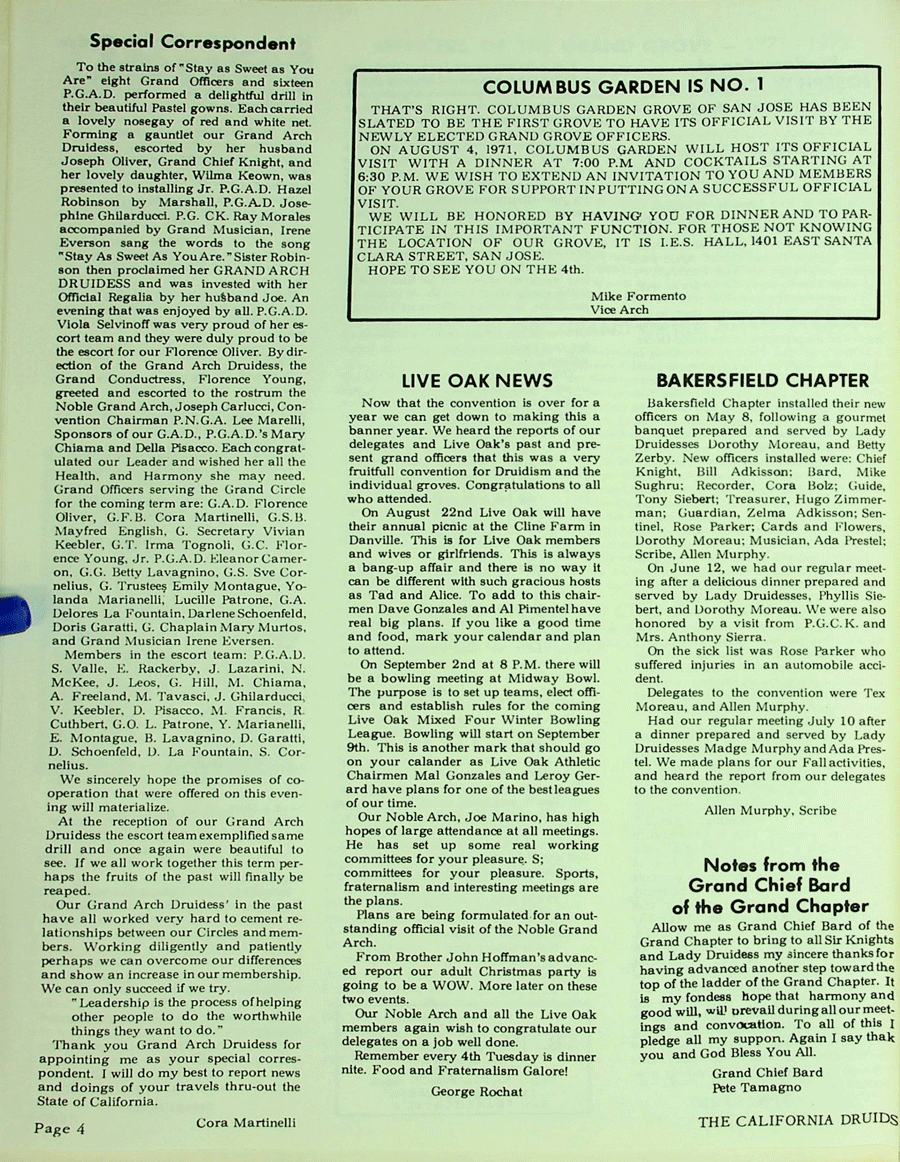 Special Correspondent
To the strains of "Stay as Sweet as You
Are" eight Grand Officers and sixteen
P.G.A.D. performed a delightful drill in
their beautiful Pastel gowns. Each carried
a lovely nosegay of red and white net.
Forming a gauntlet our Grand Arch
Druidess, escorted by her husband
Joseph Oliver, Grand Chief Knight, and
her lovely daughter, Wilma Keown, was
presented to installing Jr. P.G.A.D. Hazel
Robinson by Marshall, P.G.A.D. Jose-
phine Ghilarducci. P.G. CK. Ray Morales
accompanied by Grand Musician, Irene
Everson sang the words to the song
"Stay As Sweet As You Are." Sister Robin-
son then proclaimed her GRAND ARCH
DRUIDESS and was invested with her
Official Regalia by her husband Joe. An
evening that was enjoyed by all. P.G.A.D.
Viola Selvinoff was very proud of her es-
cort team and they were duly proud to be
the escort for our Florence Oliver. By dir-
ection of the Grand Arch Druidess, the
Grand Conductress, Florence Young,
greeted and escorted to the rostrum the
Noble Grand Arch, Joseph Carlucci, Con-
vention Chairman P.N.G.A. Lee Marelli,
Sponsors of our G.A.D., P.G.A.D.'s Mary
Chiama and Della Pisacco. Each congrat-
ulated our Leader and wished her all the
Health, and Harmony she may need.
Grand Officers serving the Grand Circle
for the coming term are: G.A.D. Florence
Oliver, G.F.B. Cora Martinelli, G.S.B.
Mayfred English, G. Secretary Vivian
Keebler, G.T. Irma Tognoli, G.C. Flor-
ence Young, Jr. P.G.A.D. Eleanor Camer-
on, G.G. Betty Lavagnino, G.S. Sve Cor-
nelius, G. Trustees Emily Montague, Yo-
landa Marianelli, Lucille Patrone, G.A.
Delores La Fountain, Darlene Schoenfeld,
Doris Garatti, G. Chaplain Mary Murtos,
and Grand Musician Irene Eversen.
Members in the escort team: P.G.A.D.
S. Valle, E. Rackerby, J. Lazarini, N.
McKee, J. Leos, G. Hill, M. Chiama,
A. Freeland, M. Tavasci, J. Ghilarducci,
V. Keebler, D. Pisacco, M. Francis, R.
Cuthbert, G.O. L. Patrone, Y. Marianelli,
E. Montague, B. Lavagnino, D. Garatti,
D. Schoenfeld, D. La Fountain, S. Cor-
nelius.
We sincerely hope the promises of co-
operation that were offered on this even-
ing will materialize.
At the reception of our Grand Arch
Druidess the escort team exemplified same
drill and once again were beautiful to
see. If we all work together this term per-
haps the fruits of the past will finally be
reaped.
Our Grand Arch Druidess' in the past
have all worked very hard to cement re-
lationships between our Circles and mem-
bers. Working diligently and patiently
perhaps we can overcome our differences
and show an increase in our membership.
We can only succeed if we try.
"Leadership is the process of helping
other people to do the worthwhile
things they want to do."
Thank you Grand Arch Druidess for
appointing me as your special corres-
pondent. I will do my best to report news
and doings of your travels thru-out the
State of California.
Cora Martinelli
COLUMBUS GARDEN IS NO. 1
THAT'S RIGHT. COLUMBUS GARDEN GROVE OF SAN JOSE HAS BEEN
SLATED TO BE THE FIRST GROVE TO HAVE ITS OFFICIAL VISIT BY THE
NEWLY ELECTED GRAND GROVE OFFICERS.
ON AUGUST 4, 1971, COLUMBUS GARDEN WILL HOST ITS OFFICIAL
VISIT WITH A DINNER AT 7:00 P.M. AND COCKTAILS STARTING AT
6:30 P.M. WE WISH TO EXTEND AN INVITATION TO YOU AND MEMBERS
OF YOUR GROVE FOR SUPPORT IN PUTTING ON A SUCCESSFUL OFFICIAL
VISIT.
WE WILL BE HONORED BY HAVING YOU FOR DINNER AND TO PAR-
TICIPATE IN THIS IMPORTANT FUNCTION. FOR THOSE NOT KNOWING
THE LOCATION OF OUR GROVE, IT IS I.E.S. HALL, 1401 EAST SANTA
CLARA STREET, SAN JOSE.
HOPE TO SEE YOU ON THE 4th.
Mike Formento
Vice Arch
LIVE OAK NEWS
Now that the convention is over for a
year we can get down to making this a
banner year. We heard the reports of our
delegates and Live Oak's past and pre-
sent grand officers that this was a very
fruitfull convention for Druidism and the
individual groves. Congratulations to all
who attended.
On August 22nd Live Oak will have
their annual picnic at the Cline Farm in
Danville. This is for Live Oak members
and wives or girlfriends. This is always
a bang-up affair and there is no way it
can be different with such gracious hosts
as Tad and Alice. To add to this chair-
men Dave Gonzales and Al Pimentel have
real big plans. If you like a good time
and food, mark your calendar and plan
to attend.
On September 2nd at 8 P.M. there will
be a bowling meeting at Midway Bowl.
The purpose is to set up teams, elect offi-
cers and establish rules for the coming
Live Oak Mixed Four Winter Bowling
League. Bowling will start on September
9th. This is another mark that should go
on your calander as Live Oak Athletic
Chairmen Mal Gonzales and Leroy Ger-
ard have plans for one of the best leagues
of our time.
Our Noble Arch, Joe Marino, has high
hopes of large attendance at all meetings.
He has set up some real working
committees for your pleasure. S;
committees for your pleasure. Sports,
fraternalism and interesting meetings are
the plans.
Plans are being formulated for an out-
standing official visit of the Noble Grand
Arch.
From Brother John Hoffman's advanc-
ed report our adult Christmas party is
going to be a WOW. More later on these
two events.
Our Noble Arch and all the Live Oak
members again wish to congratulate our
delegates on a job well done.
Remember every 4th Tuesday is dinner
nite. Food and Fraternalism Galore!
George Rochat
BAKERSFIELD CHAPTER
Bakersfield Chapter installed their new
officers on May 8, following a gourmet
banquet prepared and served by Lady
Druidesses Dorothy Moreau, and Betty
Zerby. New officers installed were: Chief
Knight, Bill Adkisson; Bard, Mike
Sughru; Recorder, Cora Bolz; Guide,
Tony Siebert; Treasurer, Hugo Zimmer-
man; Guardian, Zelma Adkisson; Sen-
tinel, Rose Parker; Cards and Flowers,
Dorothy Moreau; Musician, Ada Prestel;
Scribe, Allen Murphy.
On June 12, we had our regular meet-
ing after a delicious dinner prepared and
served by Lady Druidesses, Phyllis Sie-
bert, and Dorothy Moreau. We were also
honored by a visit from P.G.C.K. and
Mrs. Anthony Sierra.
On the sick list was Rose Parker who
suffered injuries in an automobile acci-
dent.
Delegates to the convention were Tex
Moreau, and Allen Murphy.
Had our regular meeting July 10 after
a dinner prepared and served by Lady
Druidesses Madge Murphy and Ada Pres-
tel. We made plans for our Fall activities,
and heard the report from our delegates
to the convention.
Allen Murphy, Scribe
Notes from the
Grand Chief Bard
of the Grand Chapter
Allow me as Grand Chief Bard of the
Grand Chapter to bring to all Sir Knights
and Lady Druidess my sincere thanks for
having advanced another step toward the
top of the ladder of the Grand Chapter. It
is my fondess hope that harmony and
good will, will prevail during all our meet-
ings and convocation. To all of this I
pledge all my suppon. Again I say thak
you and God Bless You All.
Grand Chief Bard
Pete Tamagno
Page 4
THE CALIFORNIA DRUIDS